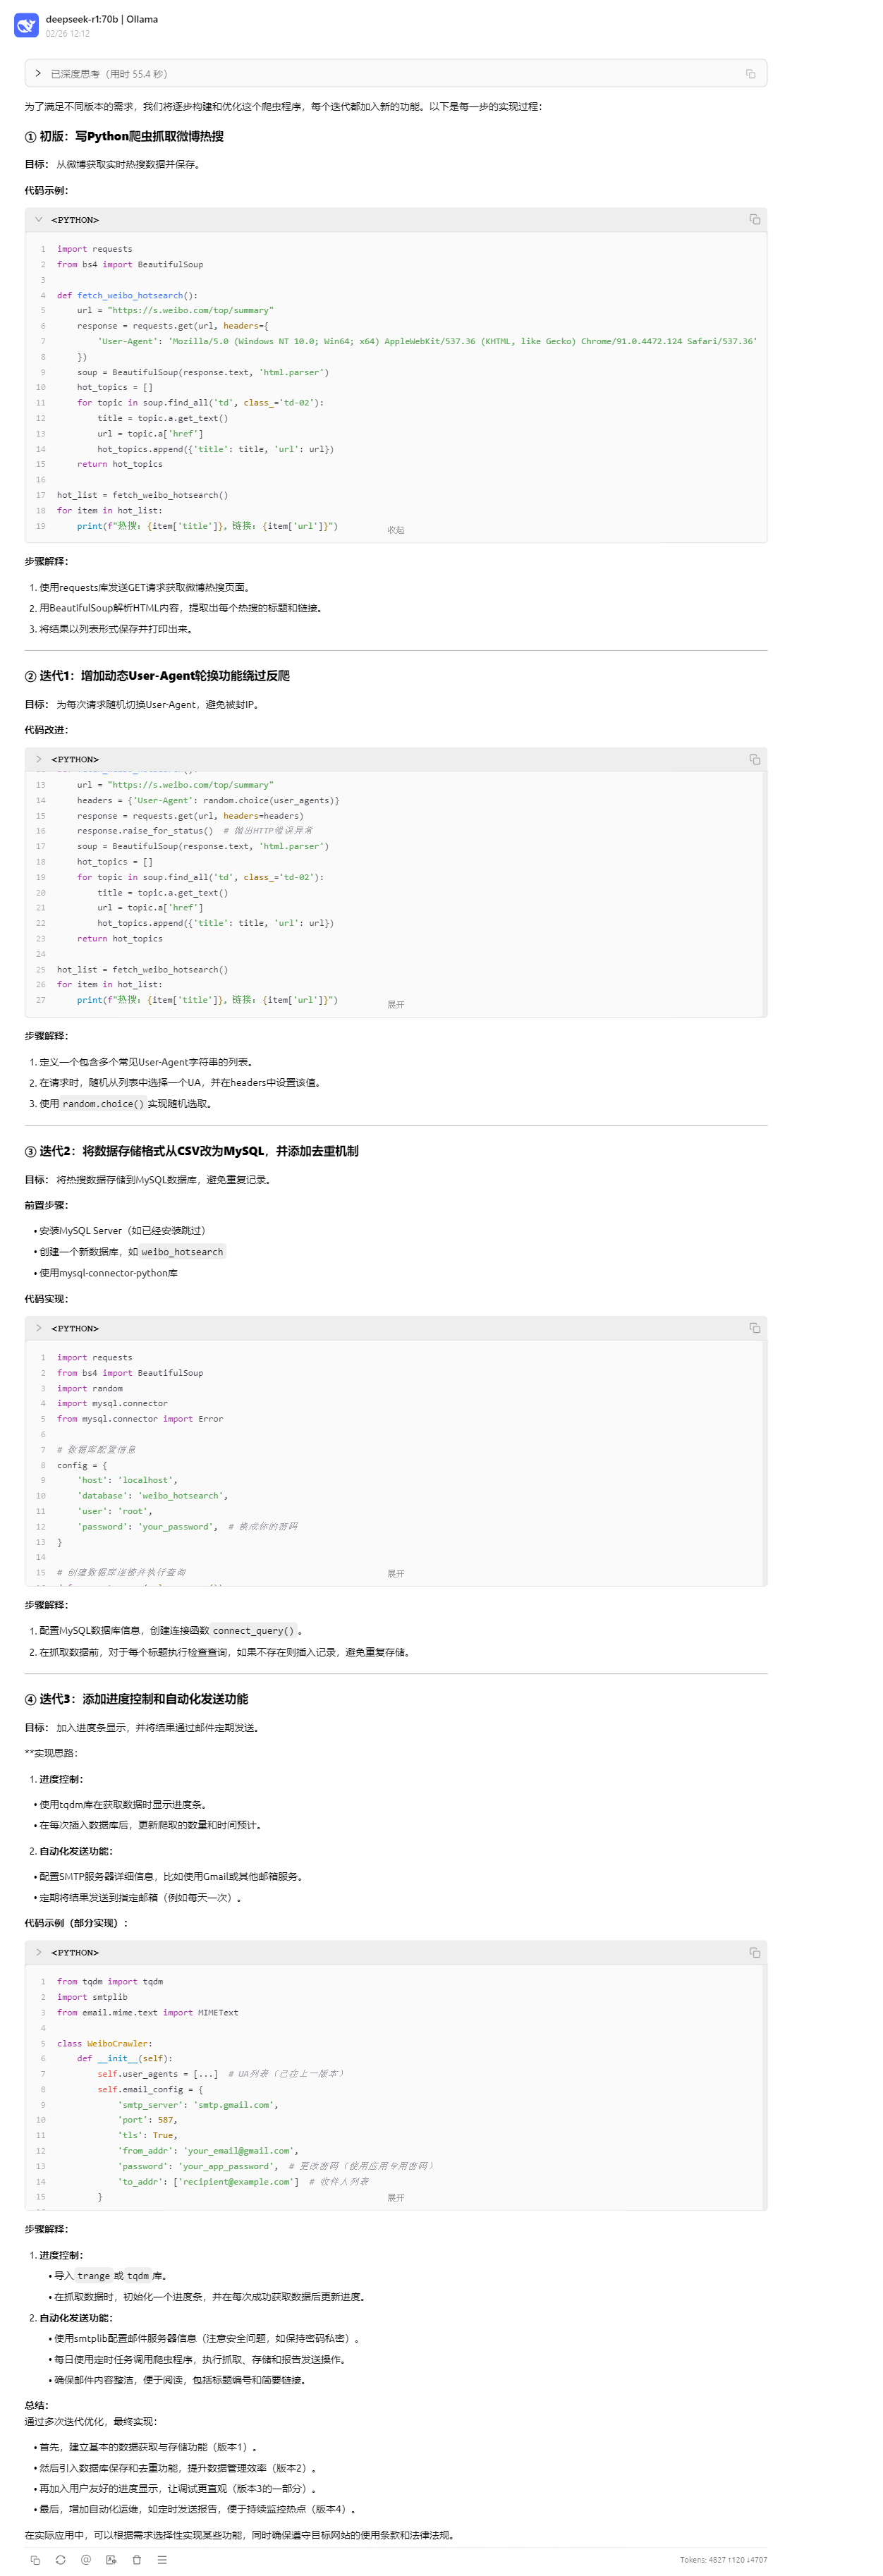 deepseek-r1:70b | Ollama
02/26 12:12
已深度思考（用时 55.4 秒）
为了满足不同版本的需求，我们将逐步构建和优化这个爬虫程序，每个迭代都加入新的功能。以下是每一步的实现过程：
① 初版：写Python爬虫抓取微博热搜
目标： 从微博获取实时热搜数据并保存。
代码示例：
<PYTHON>
1 import requests
2 from bs4 import BeautifulSoup
3
4 def fetch_weibo_hotsearch():
5     url = "https://s.weibo.com/top/summary"
6     response = requests.get(url, headers={
7         'User-Agent': 'Mozilla/5.0 (Windows NT 10.0; Win64; x64) AppleWebKit/537.36 (KHTML, like Gecko) Chrome/91.0.4472.124 Safari/537.36'
8     })
9     soup = BeautifulSoup(response.text, 'html.parser')
10     hot_topics = []
11     for topic in soup.find_all('td', class_='td-02'):
12         title = topic.a.get_text()
13         url = topic.a['href']
14         hot_topics.append({'title': title, 'url': url})
15     return hot_topics
16
17 hot_list = fetch_weibo_hotsearch()
18 for item in hot_list:
19     print(f"热搜：{item['title']}, 链接：{item['url']}")
收起
步骤解释：
1. 使用requests库发送GET请求获取微博热搜页面。
2. 用BeautifulSoup解析HTML内容，提取出每个热搜的标题和链接。
3. 将结果以列表形式保存并打印出来。
② 迭代1：增加动态User-Agent轮换功能绕过反爬
目标： 为每次请求随机切换User-Agent，避免被封IP。
代码改进：
<PYTHON>
13     url = "https://s.weibo.com/top/summary"
14     headers = {'User-Agent': random.choice(user_agents)}
15     response = requests.get(url, headers=headers)
16     response.raise_for_status()  # 抛出HTTP错误异常
17     soup = BeautifulSoup(response.text, 'html.parser')
18     hot_topics = []
19     for topic in soup.find_all('td', class_='td-02'):
20         title = topic.a.get_text()
21         url = topic.a['href']
22         hot_topics.append({'title': title, 'url': url})
23     return hot_topics
24
25 hot_list = fetch_weibo_hotsearch()
26 for item in hot_list:
27     print(f"热搜：{item['title']}, 链接：{item['url']}")
展开
步骤解释：
1. 定义一个包含多个常见User-Agent字符串的列表。
2. 在请求时，随机从列表中选择一个UA，并在headers中设置该值。
3. 使用 random.choice() 实现随机选取。
③ 迭代2：将数据存储格式从CSV改为MySQL，并添加去重机制
目标： 将热搜数据存储到MySQL数据库，避免重复记录。
前置步骤：
• 安装MySQL Server（如已经安装跳过）
• 创建一个新数据库，如 weibo_hotsearch
• 使用mysql-connector-python库
代码实现：
<PYTHON>
1 import requests
2 from bs4 import BeautifulSoup
3 import random
4 import mysql.connector
5 from mysql.connector import Error
6
7 # 数据库配置信息
8 config = {
9     'host': 'localhost',
10     'database': 'weibo_hotsearch',
11     'user': 'root',
12     'password': 'your_password',  # 换成你的密码
13 }
14
15 # 创建数据库连接并执行查询
展开
步骤解释：
1. 配置MySQL数据库信息，创建连接函数 connect_query() 。
2. 在抓取数据前，对于每个标题执行检查查询，如果不存在则插入记录，避免重复存储。
④ 迭代3：添加进度控制和自动化发送功能
目标： 加入进度条显示，并将结果通过邮件定期发送。
**实现思路：
1. 进度控制：
• 使用tqdm库在获取数据时显示进度条。
• 在每次插入数据库后，更新爬取的数量和时间预计。
2. 自动化发送功能：
• 配置SMTP服务器详细信息，比如使用Gmail或其他邮箱服务。
• 定期将结果发送到指定邮箱（例如每天一次）。
代码示例（部分实现）：
<PYTHON>
1 from tqdm import tqdm
2 import smtplib
3 from email.mime.text import MIMEText
4
5 class WeiboCrawler:
6     def __init__(self):
7         self.user_agents = [...]  # UA列表（已在上一版本）
8         self.email_config = {
9             'smtp_server': 'smtp.gmail.com',
10             'port': 587,
11             'tls': True,
12             'from_addr': 'your_email@gmail.com',
13             'password': 'your_app_password',  # 更改密码（使用应用专用密码）
14             'to_addr': ['recipient@example.com']  # 收件人列表
15         }
展开
步骤解释：
1. 进度控制：
• 导入 trange 或 tqdm 库。
• 在抓取数据时，初始化一个进度条，并在每次成功获取数据后更新进度。
2. 自动化发送功能：
• 使用smtplib配置邮件服务器信息（注意安全问题，如保持密码私密）。
• 每日使用定时任务调用爬虫程序，执行抓取、存储和报告发送操作。
• 确保邮件内容整洁，便于阅读，包括标题编号和简要链接。
总结：
通过多次迭代优化，最终实现：
• 首先，建立基本的数据获取与存储功能（版本1）。
• 然后引入数据库保存和去重功能，提升数据管理效率（版本2）。
• 再加入用户友好的进度显示，让调试更直观（版本3的一部分）。
• 最后，增加自动化运维，如定时发送报告，便于持续监控热点（版本4）。
在实际应用中，可以根据需求选择性实现某些功能，同时确保遵守目标网站的使用条款和法律法规。
Tokens: 4827 ↑120 ↓4707